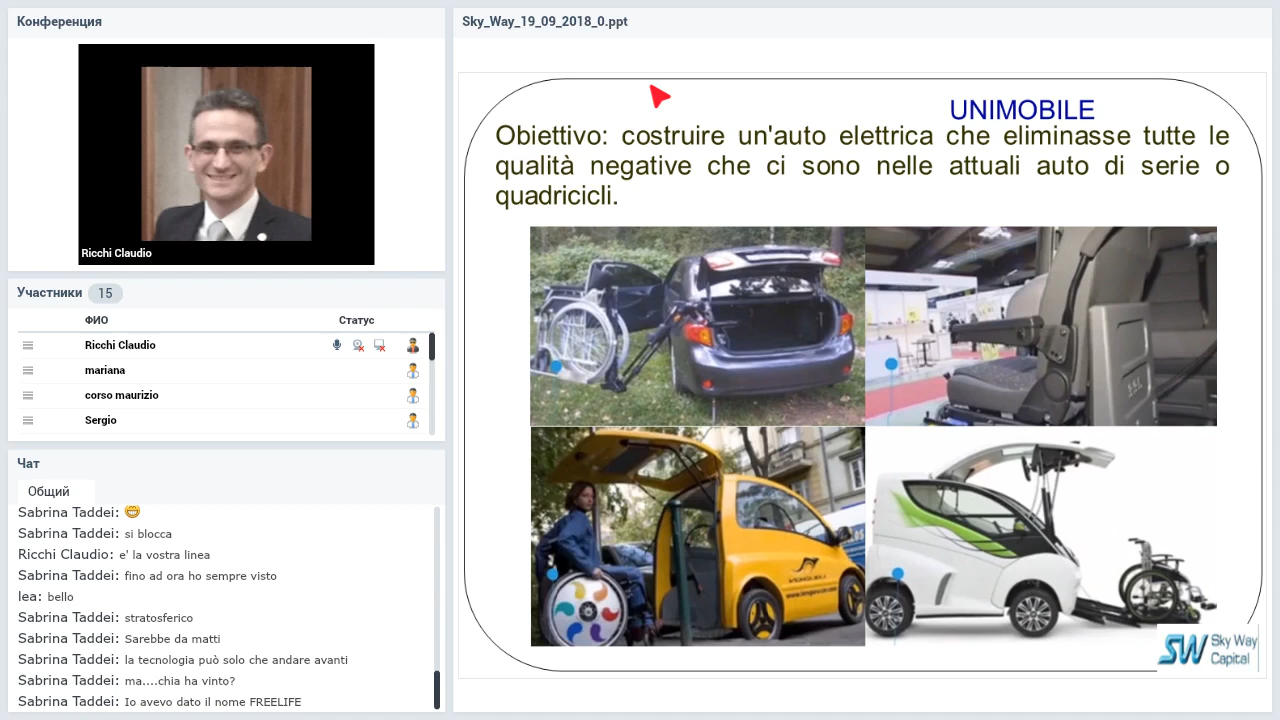 Конференция
Ricchi Claudio
Участники 15
ФИО Статус
Ricchi Claudio
mariana
corso maurizio
Sergio
Чат
Общий
Sabrina Taddei: 😁
Sabrina Taddei: si blocca
Ricchi Claudio: e' la vostra linea
Sabrina Taddei: fino ad ora ho sempre visto
lea: bello
Sabrina Taddei: stratosferico
Sabrina Taddei: Sarebbe da matti
Sabrina Taddei: la tecnologia può solo che andare avanti
Sabrina Taddei: ma....chia ha vinto?
Sabrina Taddei: Io avevo dato il nome FREELIFE
Sky_Way_19_09_2018_0.ppt
UNIMOBILE
Obiettivo: costruire un'auto elettrica che eliminasse tutte le
qualità negative che ci sono nelle attuali auto di serie o
quadricicli.
SW Sky Way
Capital